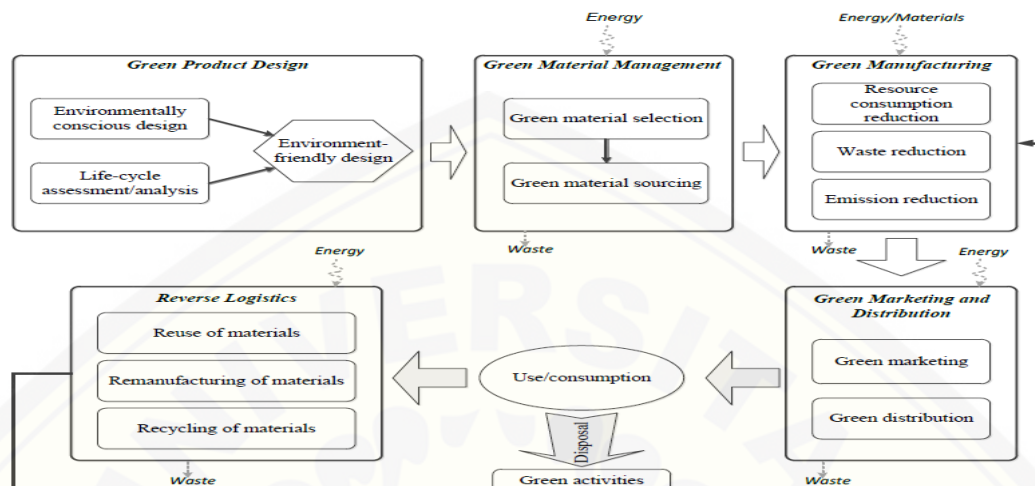 Energy
Energy/Materials
Green Product Design
Environmentally
conscious design
Life-cycle
assessment/analysis
Environment-
friendly design
Green Material Management
Green material selection
Green material sourcing
Waste
Green Manufacturing
Resource
consumption
reduction
Waste reduction
Emission reduction
Waste
Energy
Green Marketing and
Distribution
Green marketing
Green distribution
Waste
Use/consumption
Disposal
Green activities
Energy
Reverse Logistics
Reuse of materials
Remanufacturing of materials
Recycling of materials
Waste
UNIVERSITA